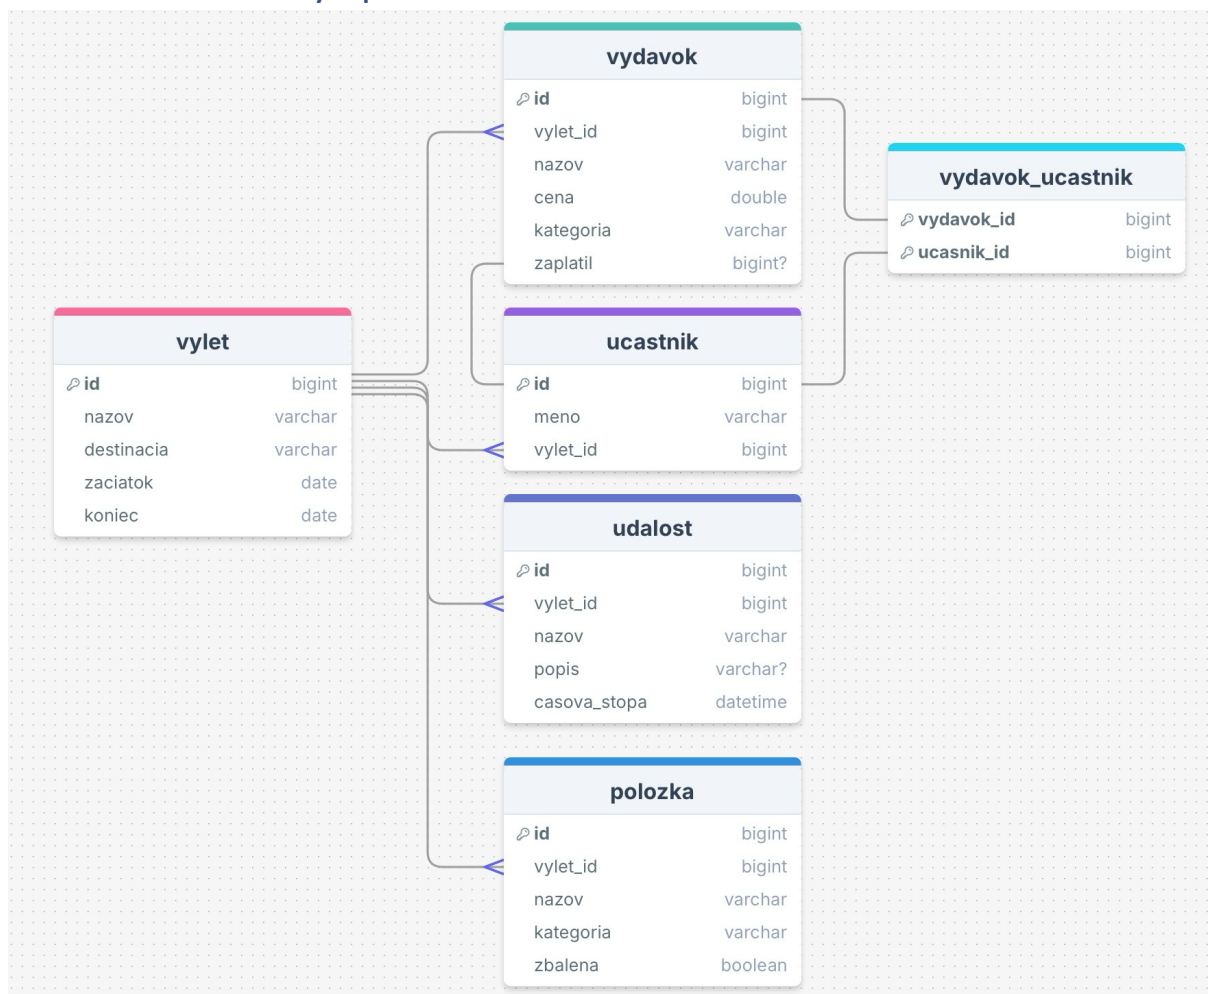 vydavok
id bigint
vylet_id bigint
nazov varchar
cena double
kategoria varchar
zaplatil bigint?
vydavok_ucastnik
vydavok_id bigint
ucasnik_id bigint
vylet
id bigint
nazov varchar
destinacia varchar
zaciatok date
koniec date
ucastnik
id bigint
meno varchar
vylet_id bigint
udalost
id bigint
vylet_id bigint
nazov varchar
popis varchar?
casova_stopa datetime
polozka
id bigint
vylet_id bigint
nazov varchar
kategoria varchar
zbalena boolean